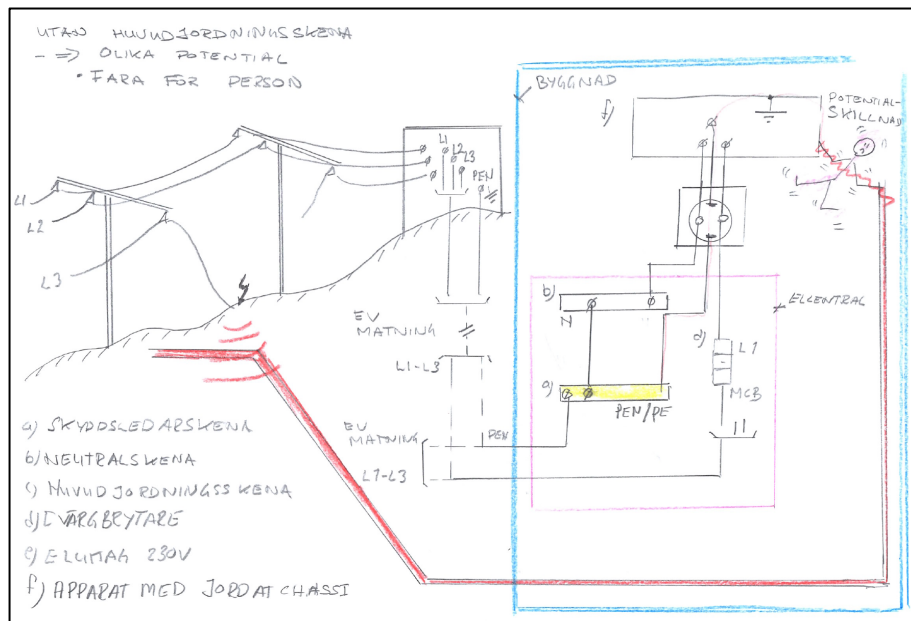 UTAN HUVUDJORDNINGSSKENA
- => OLIKA POTENTIAL
• FARA FÖR PERSON
BYGGNAD
f)
POTENTIAL-
SKILLNAD
L1
L2
L3
PEN
L1
L2
L3
EV
MATNING
L1-L3
EV
MATNING
PEN
L1-L3
b)
N
a)
PEN/PE
d)
L1
MCB
ELCENTRAL
a) SKYDDSLEDARSKENA
b) NEUTRALSKENA
c) HUVUDJORDNINGSSKENA
d) DVÄRGBRYTARE
e) ELUTTAG 230V
f) APPARAT MED JORDAT CHASSI